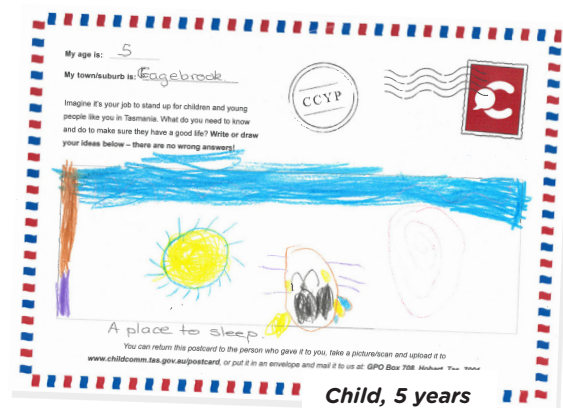 My age is: 5
My town/suburb is: Gagebrook
CCYP
Imagine it's your job to stand up for children and young
people like you in Tasmania. What do you need to know
and do to make sure they have a good life? Write or draw
your ideas below – there are no wrong answers!
A place to sleep.
You can return this postcard to the person who gave it to you, take a picture/scan and upload it to
www.childcomm.tas.gov.au/postcard, or put it in an envelope and mail it to us at: GPO Box 708, Hobart, Tas, 7001
Child, 5 years